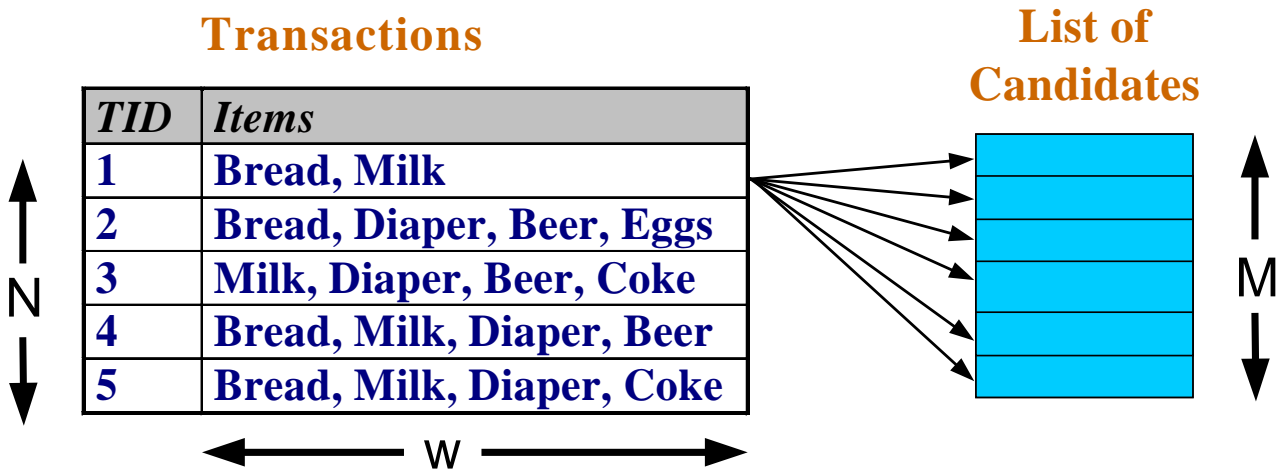 Transactions
List of
Candidates
TID Items
1 Bread, Milk
2 Bread, Diaper, Beer, Eggs
3 Milk, Diaper, Beer, Coke
4 Bread, Milk, Diaper, Beer
5 Bread, Milk, Diaper, Coke
N
M
w